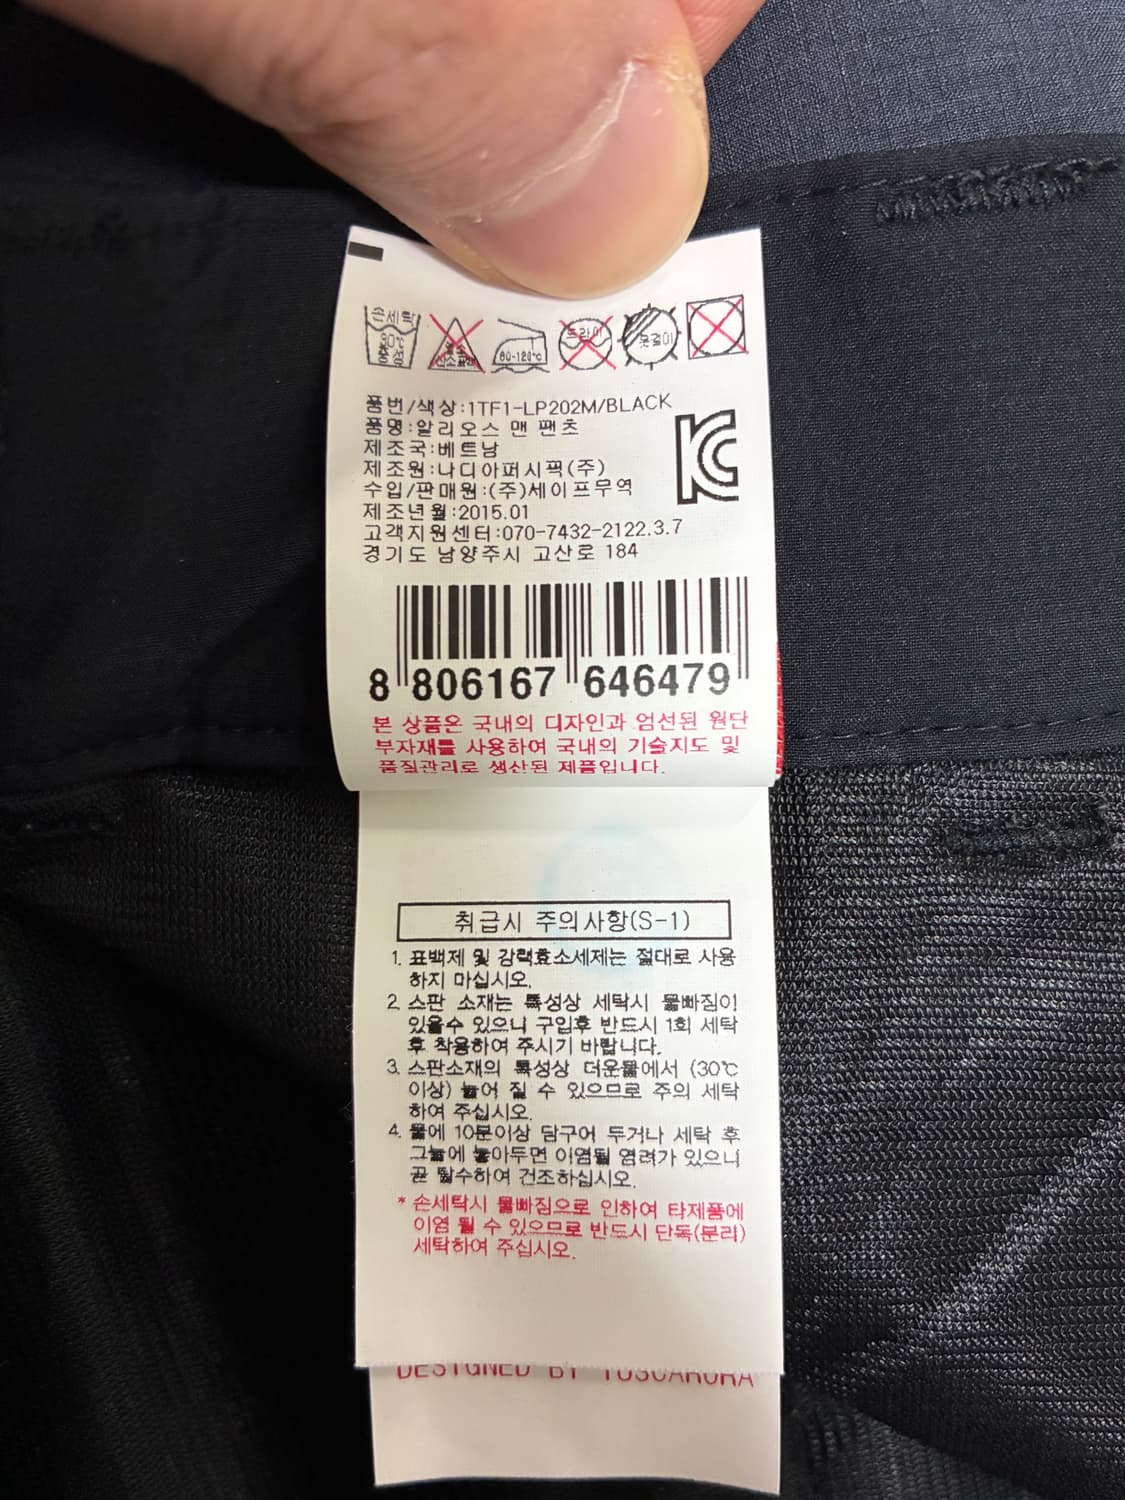 손세탁
30℃
중성
염소
산소표백
80-120℃
드라이
옷걸이
품번/색상:1TF1-LP202M/BLACK
품명:알리오스 맨 팬츠
제조국:베트남
제조원:나디아퍼시픽(주)
수입/판매원:(주)세이프무역
제조년월:2015.01
고객지원센터:070-7432-2122.3.7
경기도 남양주시 고산로 184
8 806167 646479
본 상품은 국내의 디자인과 엄선된 원단
부자재를 사용하여 국내의 기술지도 및
품질관리로 생산된 제품입니다.
취급시 주의사항(S-1)
1. 표백제 및 강력효소세제는 절대로 사용
하지 마십시오.
2. 스판 소재는 특성상 세탁시 물빠짐이
있을수 있으니 구입후 반드시 1회 세탁
후 착용하여 주시기 바랍니다.
3. 스판소재의 특성상 더운물에서 (30℃
이상) 늘어 질 수 있으므로 주의 세탁
하여 주십시오.
4. 물에 10분이상 담구어 두거나 세탁 후
그늘에 놓아두면 이염될 염려가 있으니
곧 탈수하여 건조하십시오.
* 손세탁시 물빠짐으로 인하여 타제품에
이염 될 수 있으므로 반드시 단독(분리)
세탁하여 주십시오.
DESIGNED BY TUSCARORA